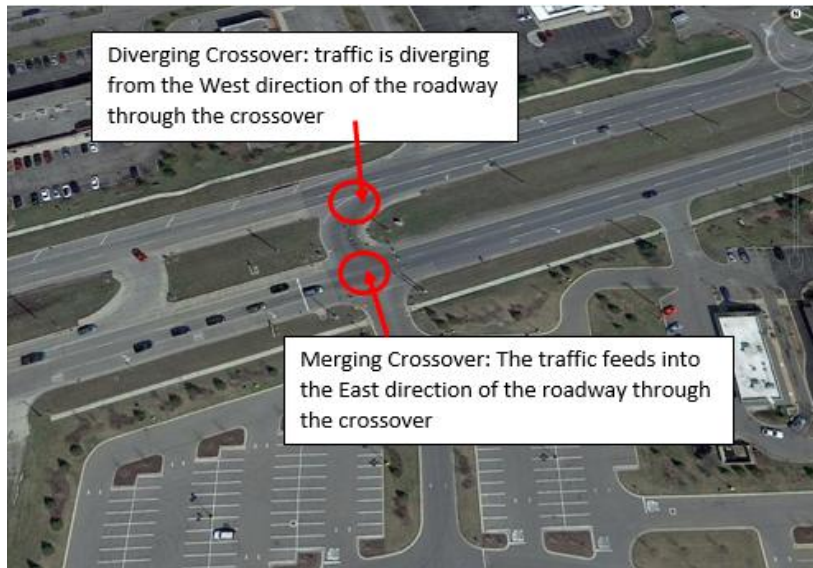 N
Diverging Crossover: traffic is diverging
from the West direction of the roadway
through the crossover
Merging Crossover: The traffic feeds into
the East direction of the roadway through
the crossover